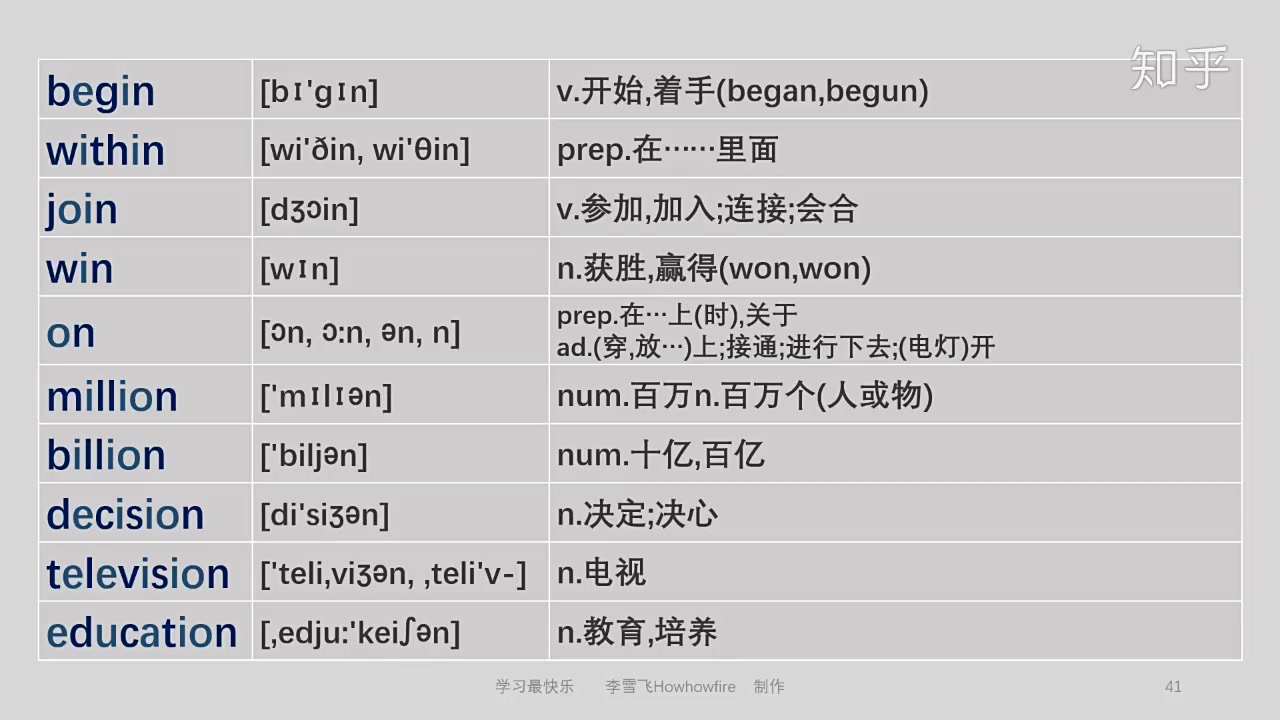 知乎
begin [bɪ'gɪn] v.开始,着手(began,begun)
within [wi'ðin, wi'θin] prep.在……里面
join [dʒɔin] v.参加,加入;连接;会合
win [wɪn] n.获胜,赢得(won,won)
on [ɔn, ɔ:n, ən, n] prep.在…上(时),关于
ad.(穿,放…)上;接通;进行下去;(电灯)开
million ['mɪlɪən] num.百万n.百万个(人或物)
billion ['biljən] num.十亿,百亿
decision [di'siʒən] n.决定;决心
television ['teli,viʒən, ,teli'v-] n.电视
education [,edju:'keiʃən] n.教育,培养
学习最快乐 李雪飞Howhowfire 制作 41